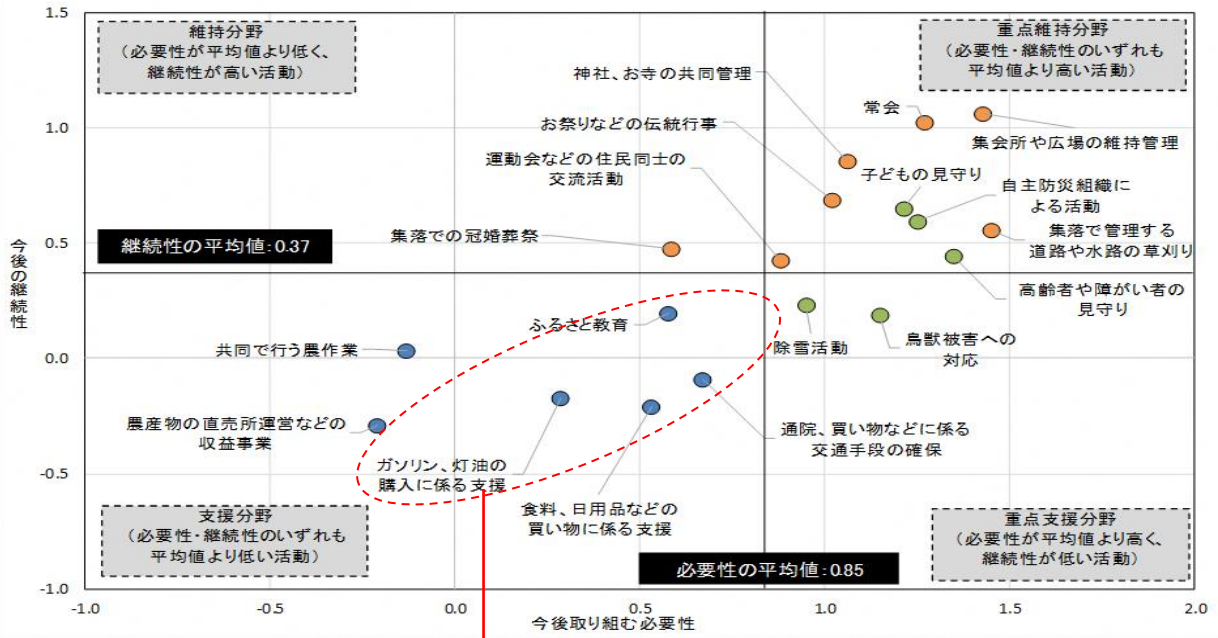 1.5
1.0
0.5
0.0
-0.5
-1.0
今後の継続性
維持分野
（必要性が平均値より低く、
継続性が高い活動）
重点維持分野
（必要性・継続性のいずれも
平均値より高い活動）
神社、お寺の共同管理
常会
お祭りなどの伝統行事
集会所や広場の維持管理
運動会などの住民同士の
交流活動
子どもの見守り
自主防災組織に
よる活動
集落での冠婚葬祭
集落で管理する
道路や水路の草刈り
継続性の平均値：0.37
高齢者や障がい者の
見守り
ふるさと教育
除雪活動
鳥獣被害への
対応
共同で行う農作業
農産物の直売所運営などの
収益事業
通院、買い物などに係る
交通手段の確保
ガソリン、灯油の
購入に係る支援
食料、日用品などの
買い物に係る支援
支援分野
（必要性・継続性のいずれも
平均値より低い活動）
重点支援分野
（必要性が平均値より高く、
継続性が低い活動）
必要性の平均値：0.85
-1.0
-0.5
0.0
0.5
1.0
1.5
2.0
今後取り組む必要性